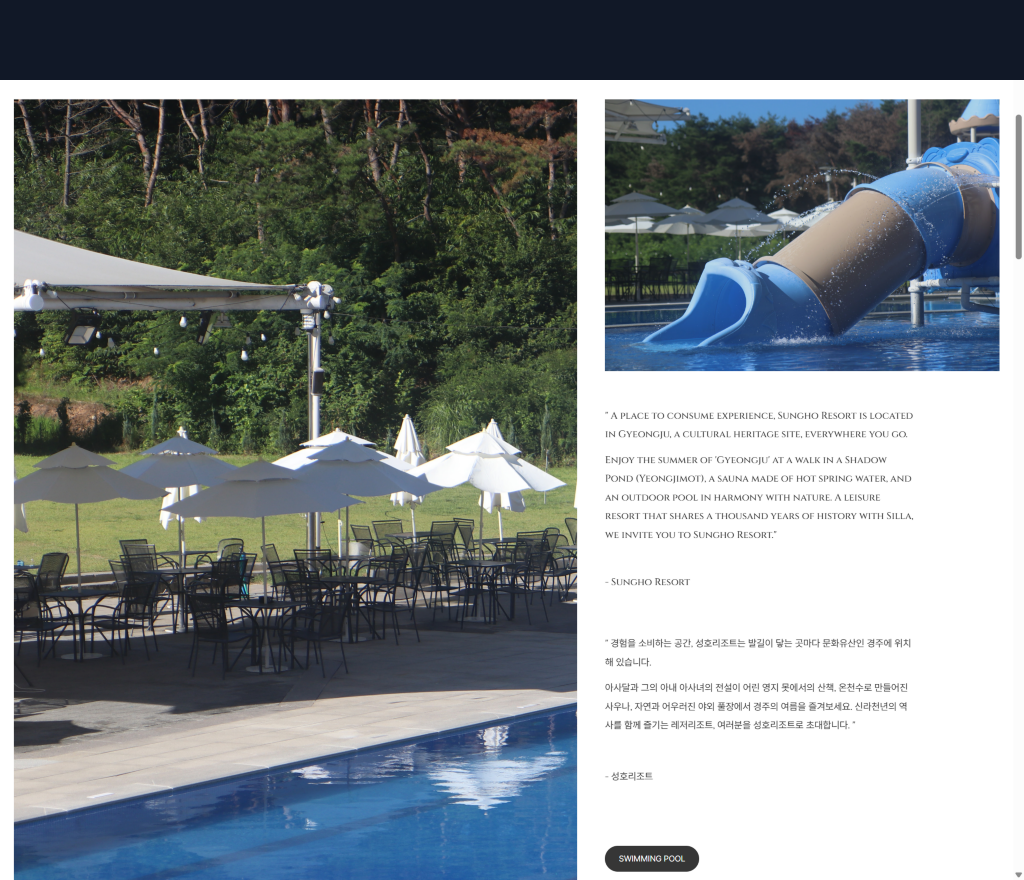 " A place to consume experience, Sungho Resort is located
in Gyeongju, a cultural heritage site, everywhere you go.
Enjoy the summer of 'Gyeongju' at a walk in a Shadow
Pond (Yeongjimot), a sauna made of hot spring water, and
an outdoor pool in harmony with nature. A leisure
resort that shares a thousand years of history with Silla,
we invite you to Sungho Resort."
- Sungho Resort
" 경험을 소비하는 공간, 성호리조트는 발길이 닿는 곳마다 문화유산인 경주에 위치
해 있습니다.
아사달과 그의 아내 아사녀의 전설이 어린 영지 못에서의 산책, 온천수로 만들어진
사우나, 자연과 어우러진 야외 풀장에서 경주의 여름을 즐겨보세요. 신라천년의 역
사를 함께 즐기는 레저리조트, 여러분을 성호리조트로 초대합니다. "
- 성호리조트
SWIMMING POOL